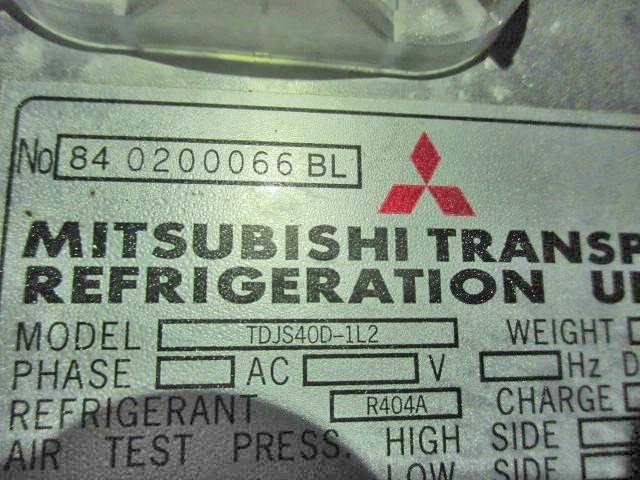 No 84 0200066 BL
MITSUBISHI TRANSP
REFRIGERATION U
MODEL TDJS40D-1L2 WEIGHT
PHASE AC V Hz D
REFRIGERANT R404A CHARGE
AIR TEST PRESS. HIGH SIDE
LOW SIDE